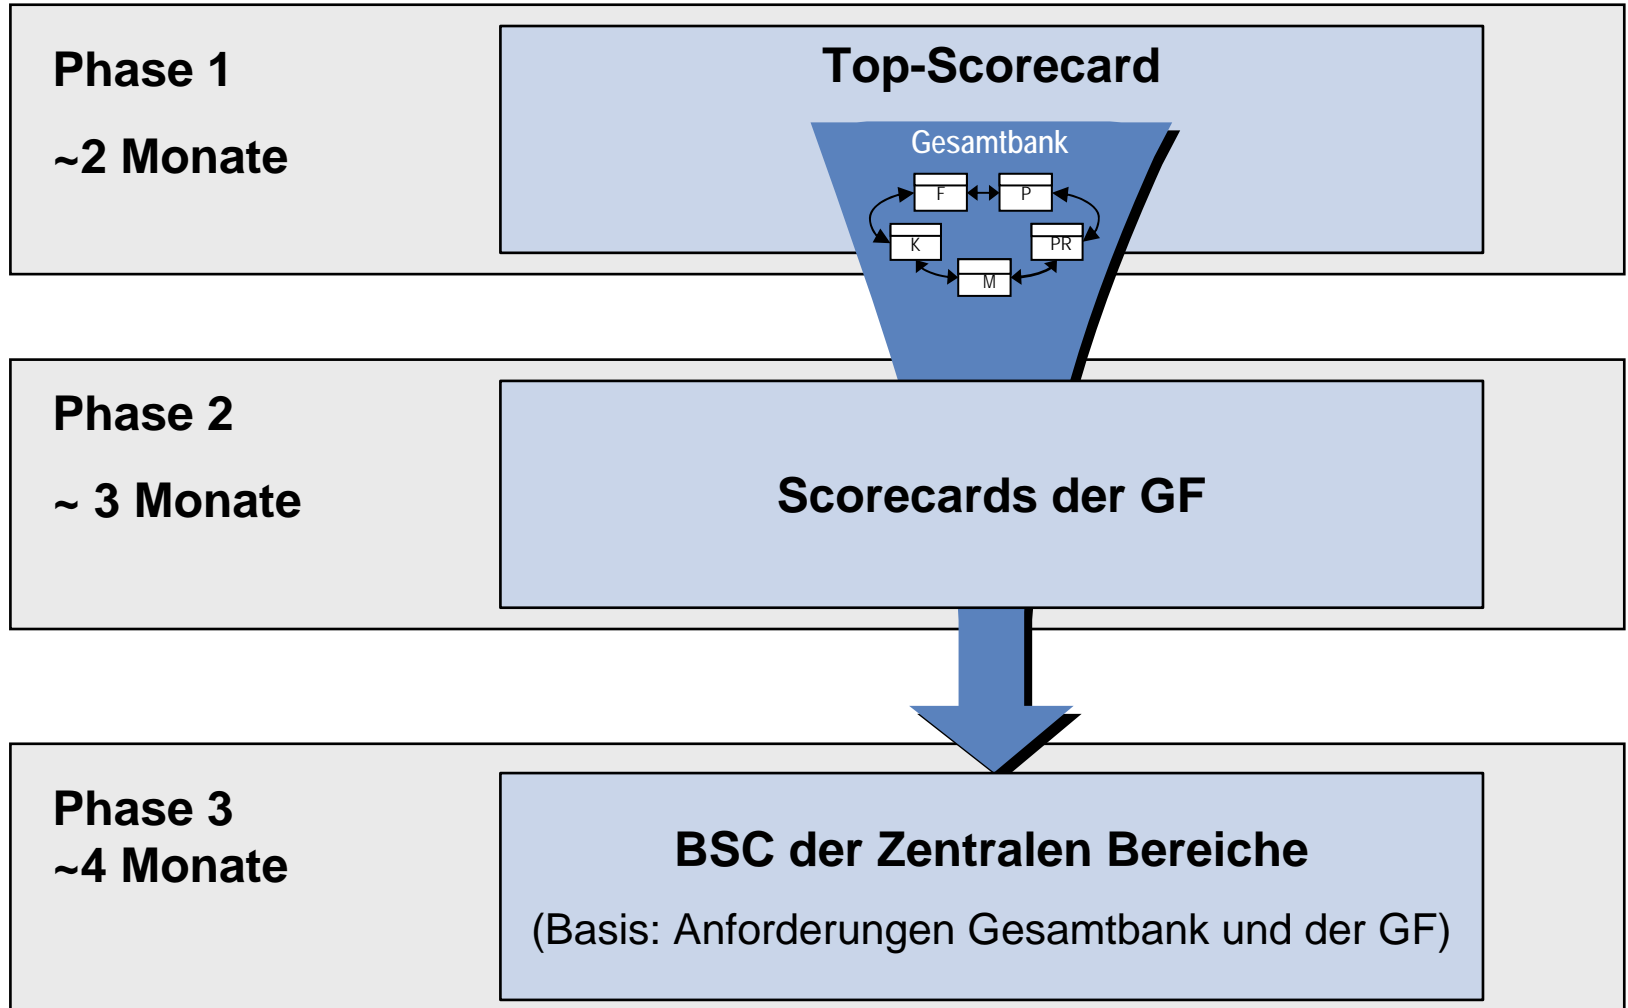 Phase 1
~2 Monate
Top-Scorecard
Gesamtbank
F
P
K
PR
M
Phase 2
~ 3 Monate
Scorecards der GF
Phase 3
~4 Monate
BSC der Zentralen Bereiche
(Basis: Anforderungen Gesamtbank und der GF)